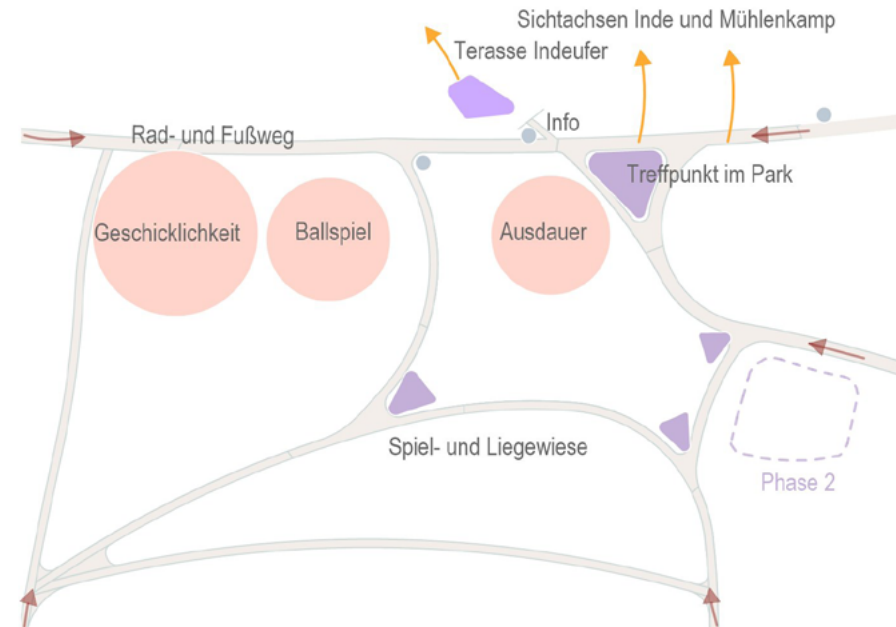 Sichtachsen Inde und Mühlenkamp
Terasse Indeufer
Info
Rad- und Fußweg
Treffpunkt im Park
Geschicklichkeit
Ballspiel
Ausdauer
Spiel- und Liegewiese
Phase 2